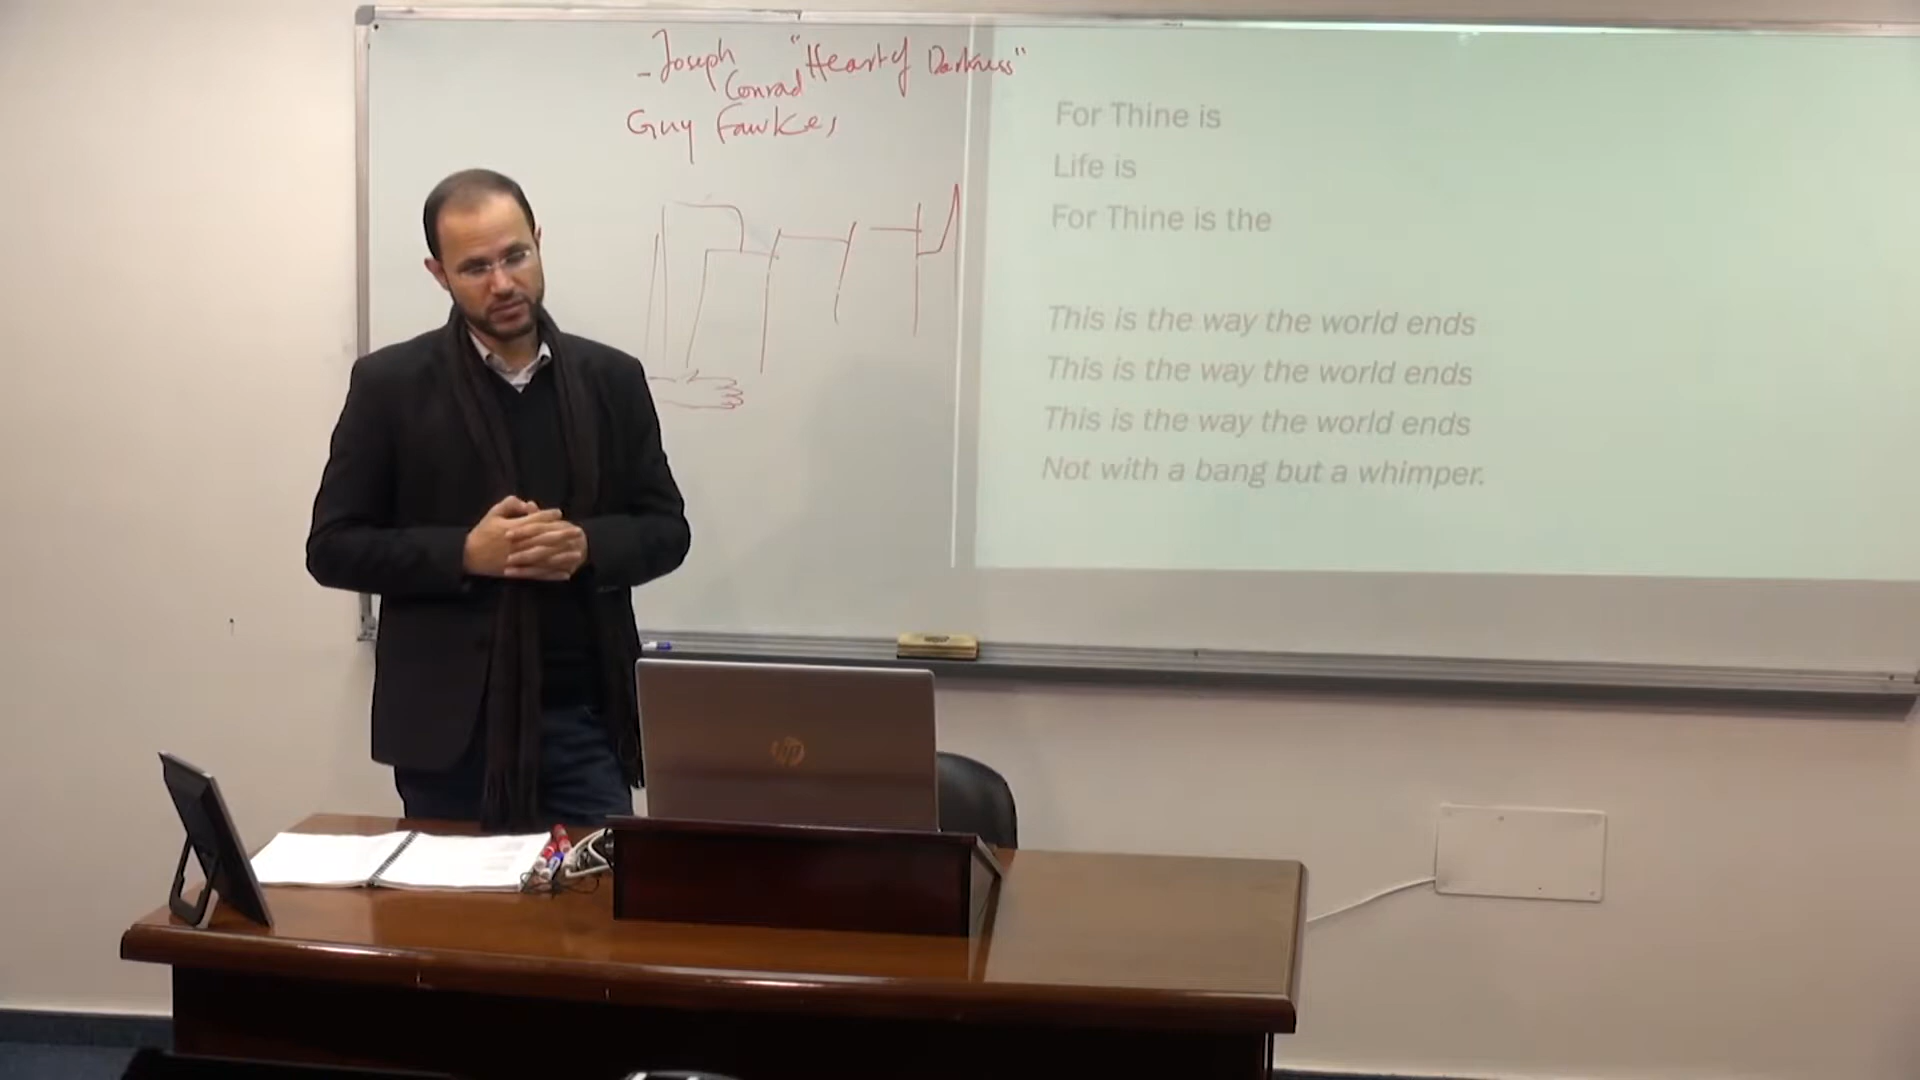 - Joseph Conrad "Heart of Darkness"
Guy Fawkes
For Thine is
Life is
For Thine is the
This is the way the world ends
This is the way the world ends
This is the way the world ends
Not with a bang but a whimper.
hp